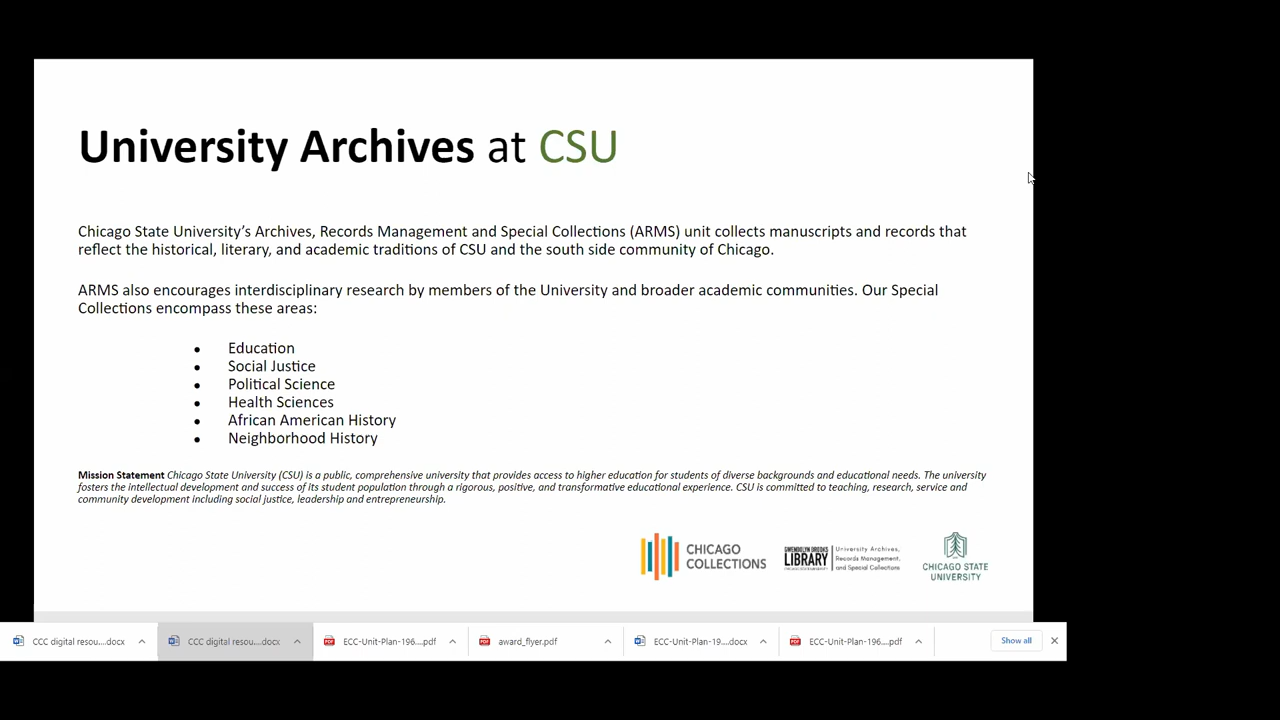 University Archives at CSU
Chicago State University’s Archives, Records Management and Special Collections (ARMS) unit collects manuscripts and records that
reflect the historical, literary, and academic traditions of CSU and the south side community of Chicago.
ARMS also encourages interdisciplinary research by members of the University and broader academic communities. Our Special
Collections encompass these areas:
• Education
• Social Justice
• Political Science
• Health Sciences
• African American History
• Neighborhood History
Mission Statement Chicago State University (CSU) is a public, comprehensive university that provides access to higher education for students of diverse backgrounds and educational needs. The university
fosters the intellectual development and success of its student population through a rigorous, positive, and transformative educational experience. CSU is committed to teaching, research, service and
community development including social justice, leadership and entrepreneurship.
CHICAGO
COLLECTIONS
GWENDOLYN BROOKS
LIBRARY
University Archives,
Records Management,
and Special Collections
CHICAGO STATE
UNIVERSITY
CCC digital resou....docx
CCC digital resou....docx
ECC-Unit-Plan-196....pdf
award_flyer.pdf
ECC-Unit-Plan-19....docx
ECC-Unit-Plan-196....pdf
Show all